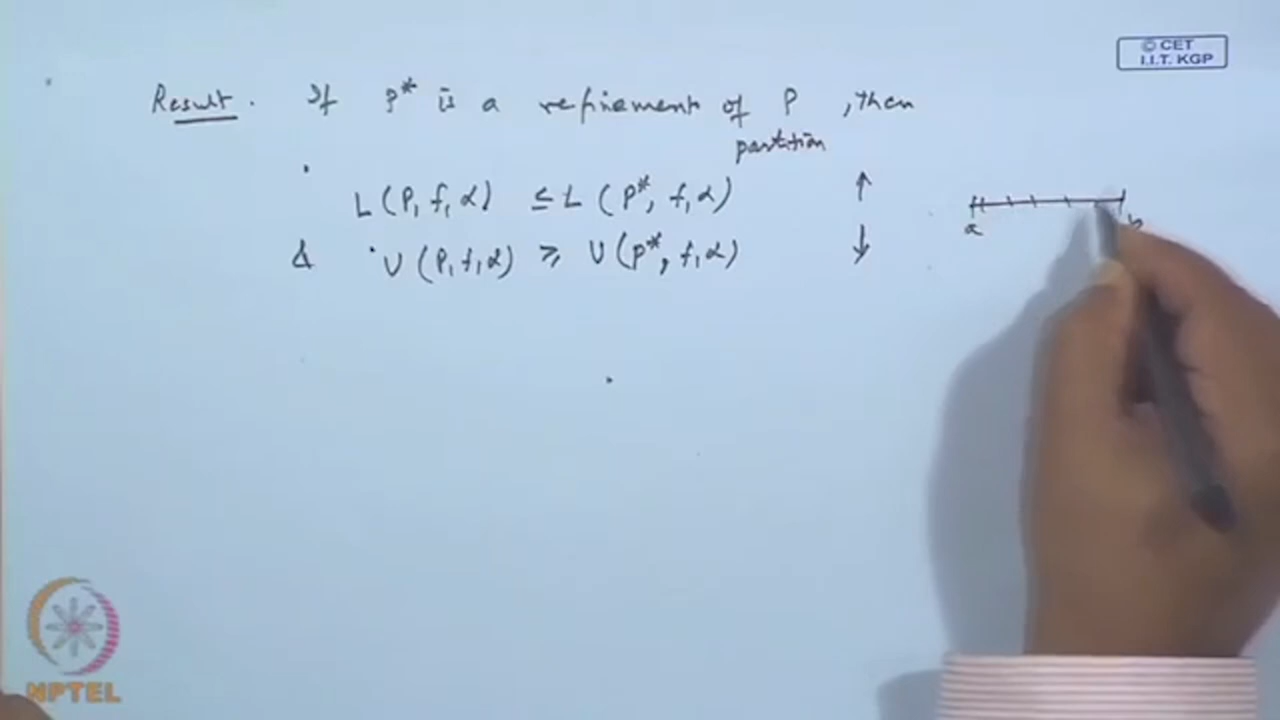 © CET
I.I.T. KGP
Result. If P* is a refinement of P, then
partition
L(P, f, α) ≤ L(P*, f, α) ↑
& U(P, f, α) ≥ U(P*, f, α) ↓
a b
NPTEL